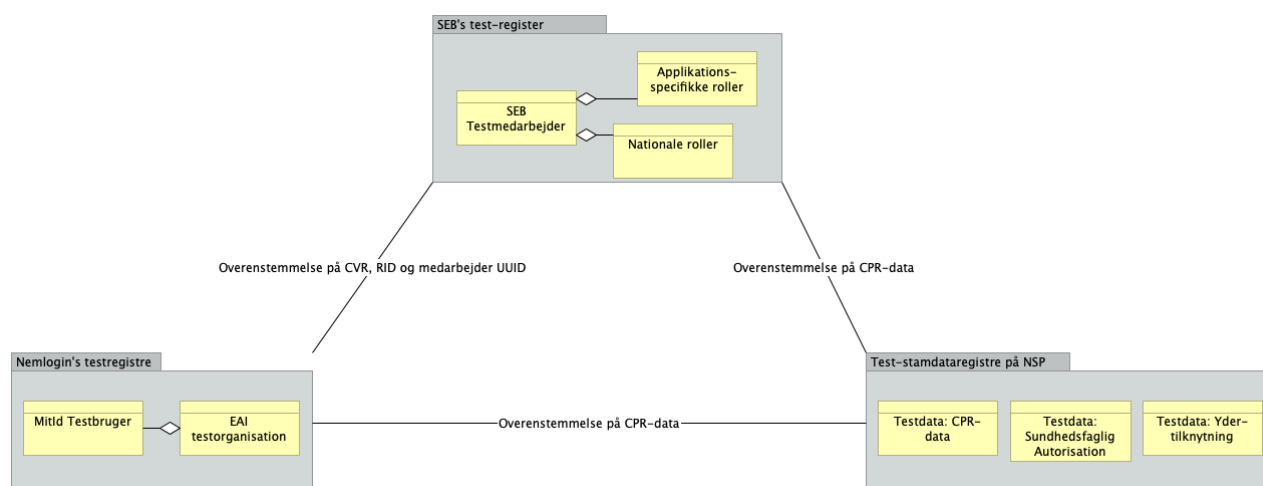 SEB's test-register
Applikations-
specifikke roller
SEB
Testmedarbejder
Nationale roller
Overenstemmelse på CVR, RID og medarbejder UUID
Overenstemmelse på CPR-data
Nemlogin's testregistre
MitId Testbruger
EAI
testorganisation
Overenstemmelse på CPR-data
Test-stamdataregistre på NSP
Testdata: CPR-
data
Testdata:
Sundhedsfaglig
Autorisation
Testdata: Yder-
tilknytning